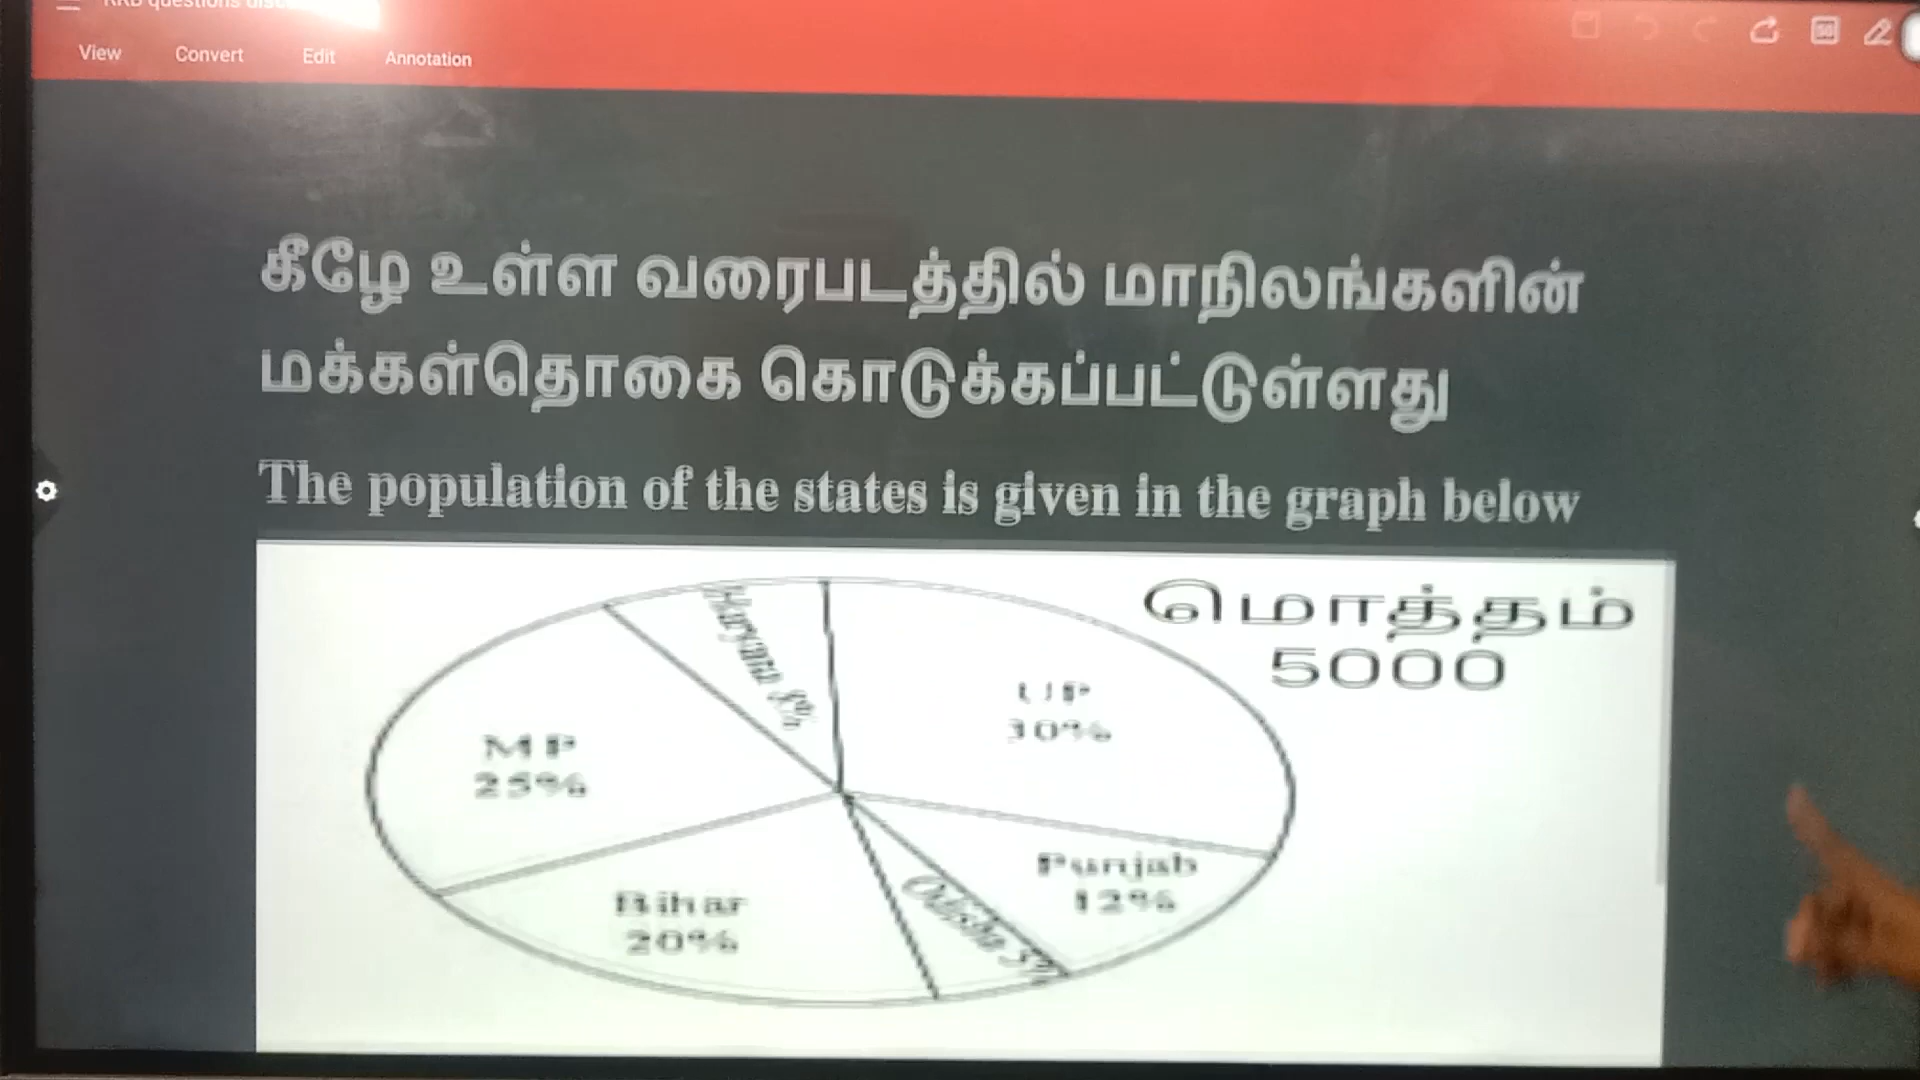 RRB questions
View Convert Edit Annotation
கீழே உள்ள வரைபடத்தில் மாநிலங்களின்
மக்கள்தொகை கொடுக்கப்பட்டுள்ளது
The population of the states is given in the graph below
மொத்தம்
5000
Haryana 8%
UP
30%
MP
25%
Punjab
12%
Odisha 5%
Bihar
20%